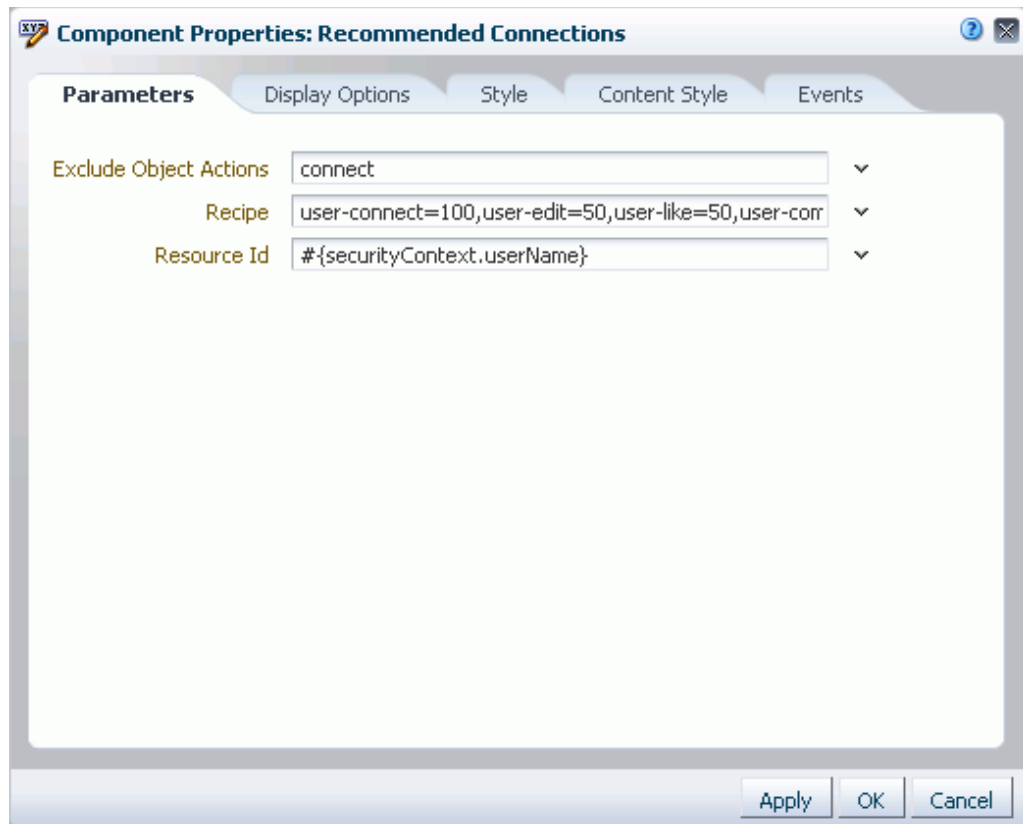 Component Properties: Recommended Connections
Parameters Display Options Style Content Style Events
Exclude Object Actions connect
Recipe user-connect=100,user-edit=50,user-like=50,user-com
Resource Id #{securityContext.userName}
Apply OK Cancel